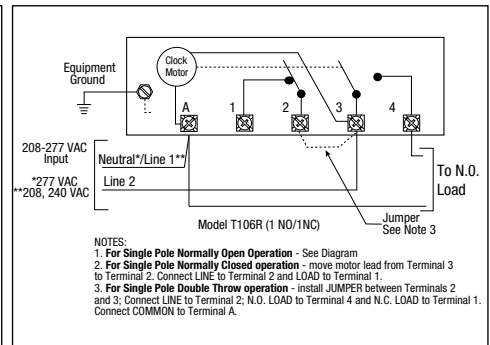 Clock
Motor
Equipment
Ground
A 1 2 3 4
208-277 VAC
Input
Neutral*/Line 1**
*277 VAC
**208, 240 VAC
Line 2
To N.O.
Load
Model T106R (1 NO/1NC)
Jumper
See Note 3
NOTES:
1. For Single Pole Normally Open Operation - See Diagram
2. For Single Pole Normally Closed operation - move motor lead from Terminal 3
to Terminal 2. Connect LINE to Terminal 2 and LOAD to Terminal 1.
3. For Single Pole Double Throw operation - install JUMPER between Terminals 2
and 3; Connect LINE to Terminal 2; N.O. LOAD to Terminal 4 and N.C. LOAD to Terminal 1.
Connect COMMON to Terminal A.